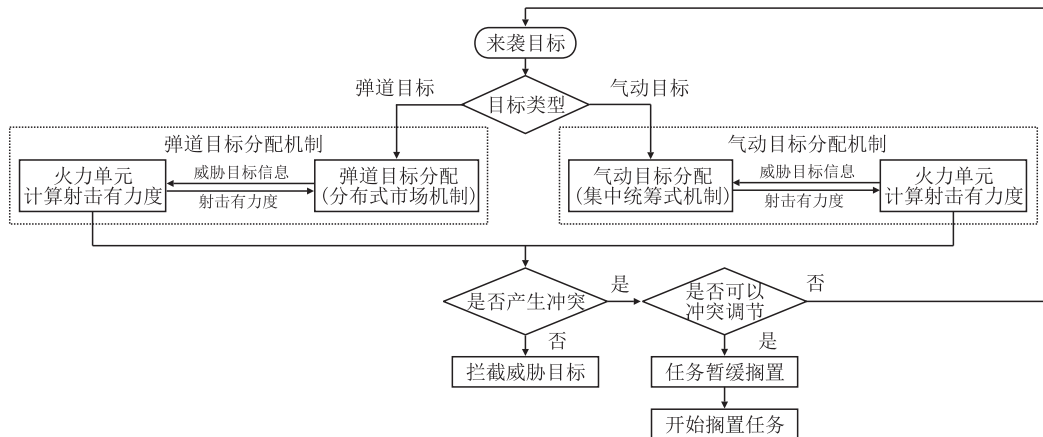 来袭目标
弹道目标
目标类型
气动目标
弹道目标分配机制
火力单元
计算射击有力度
威胁目标信息
射击有力度
弹道目标分配
(分布式市场机制)
气动目标分配机制
气动目标分配
(集中统筹式机制)
威胁目标信息
射击有力度
火力单元
计算射击有力度
是否产生冲突
是
是否可以
冲突调节
否
否
是
拦截威胁目标
任务暂缓搁置
开始搁置任务